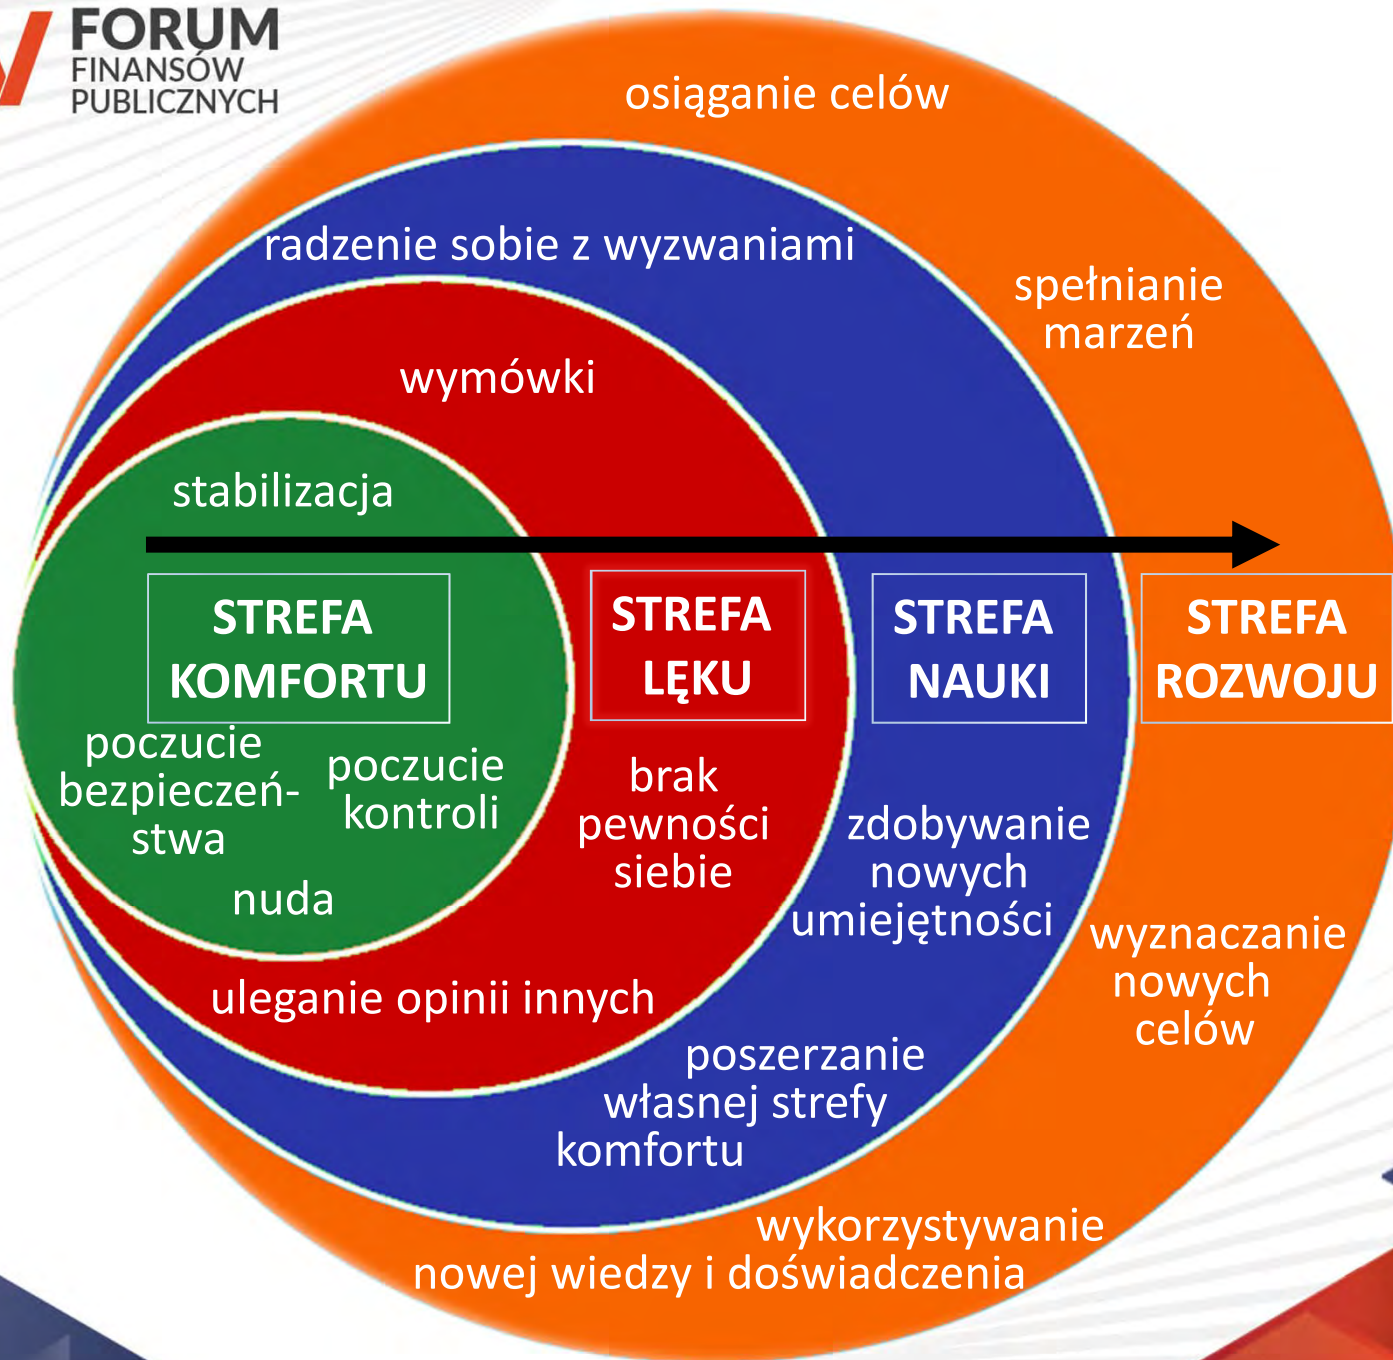 FORUM
FINANSÓW
PUBLICZNYCH
osiąganie celów
radzenie sobie z wyzwaniami
spełnianie
marzeń
wymówki
stabilizacja
STREFA
KOMFORTU
STREFA
LĘKU
STREFA
NAUKI
STREFA
ROZWOJU
poczucie
bezpieczeń-
stwa
poczucie
kontroli
nuda
brak
pewności
siebie
uleganie opinii innych
zdobywanie
nowych
umiejętności
poszerzanie
własnej strefy
komfortu
wyznaczanie
nowych
celów
wykorzystywanie
nowej wiedzy i doświadczenia